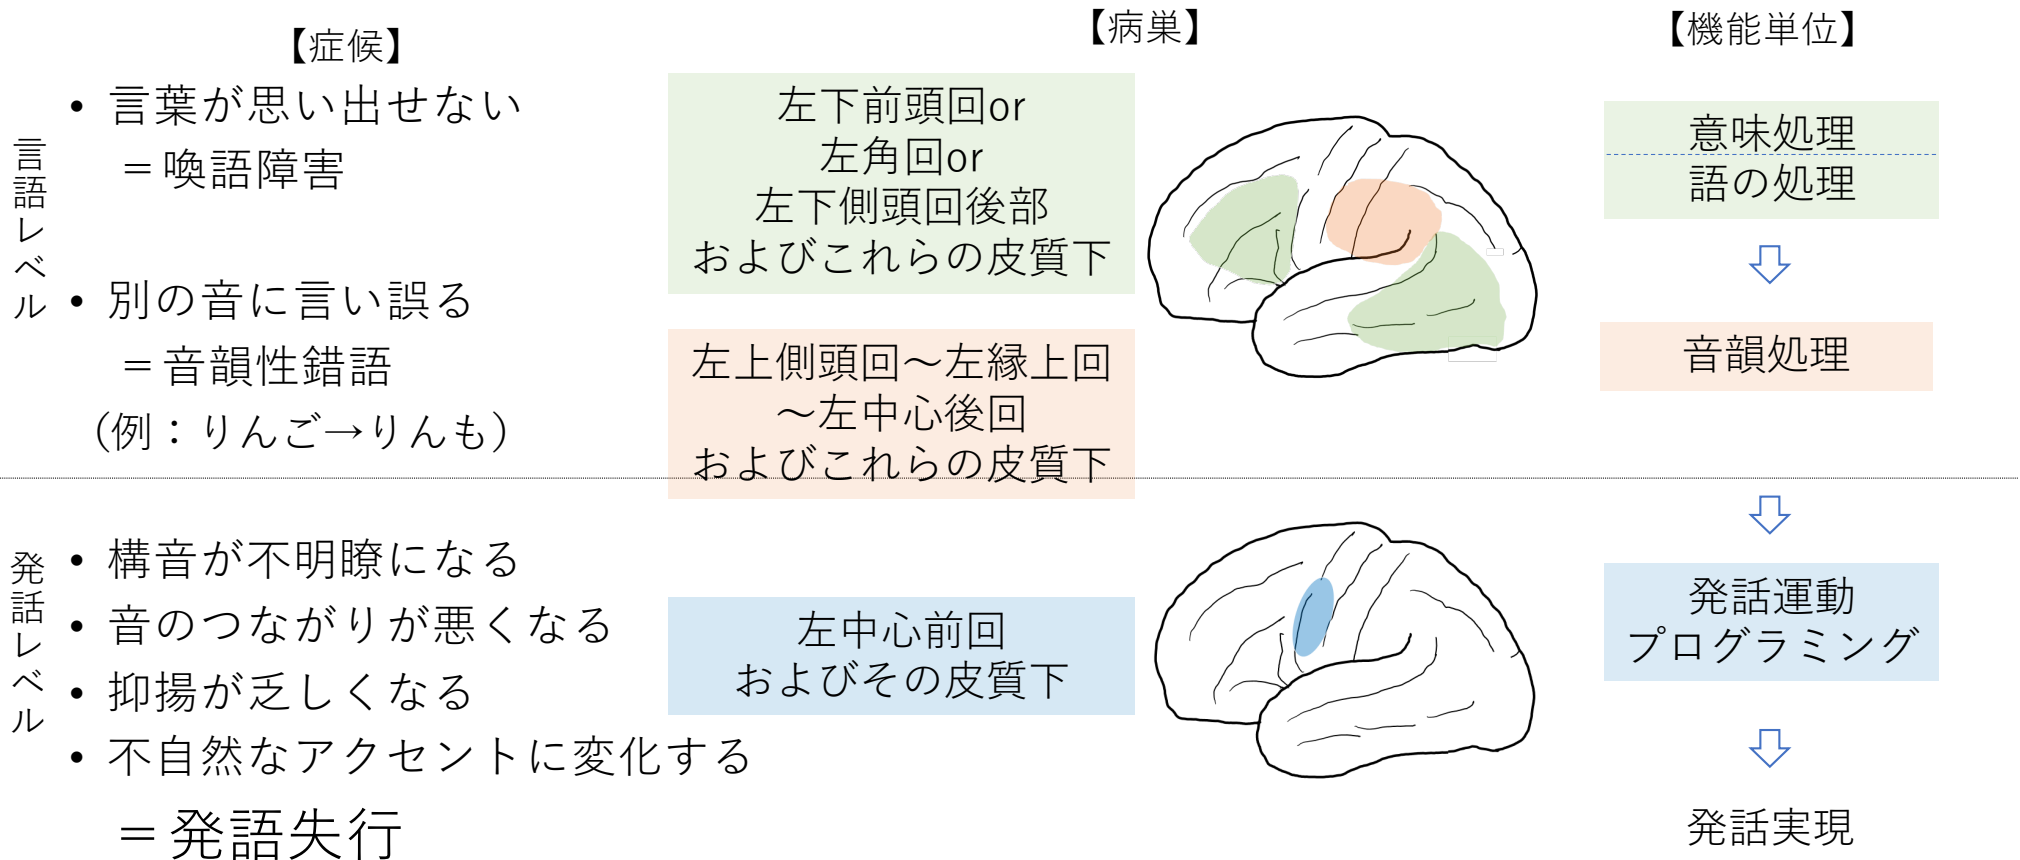 【症候】
【病巣】
【機能単位】
言語レベル
• 言葉が思い出せない
＝喚語障害
• 別の音に言い誤る
＝音韻性錯語
（例：りんご→りんも）
左下前頭回or
左角回or
左下側頭回後部
およびこれらの皮質下
左上側頭回～左縁上回
～左中心後回
およびこれらの皮質下
意味処理
語の処理
音韻処理
発話レベル
• 構音が不明瞭になる
• 音のつながりが悪くなる
• 抑揚が乏しくなる
• 不自然なアクセントに変化する
＝発語失行
左中心前回
およびその皮質下
発話運動
プログラミング
発話実現